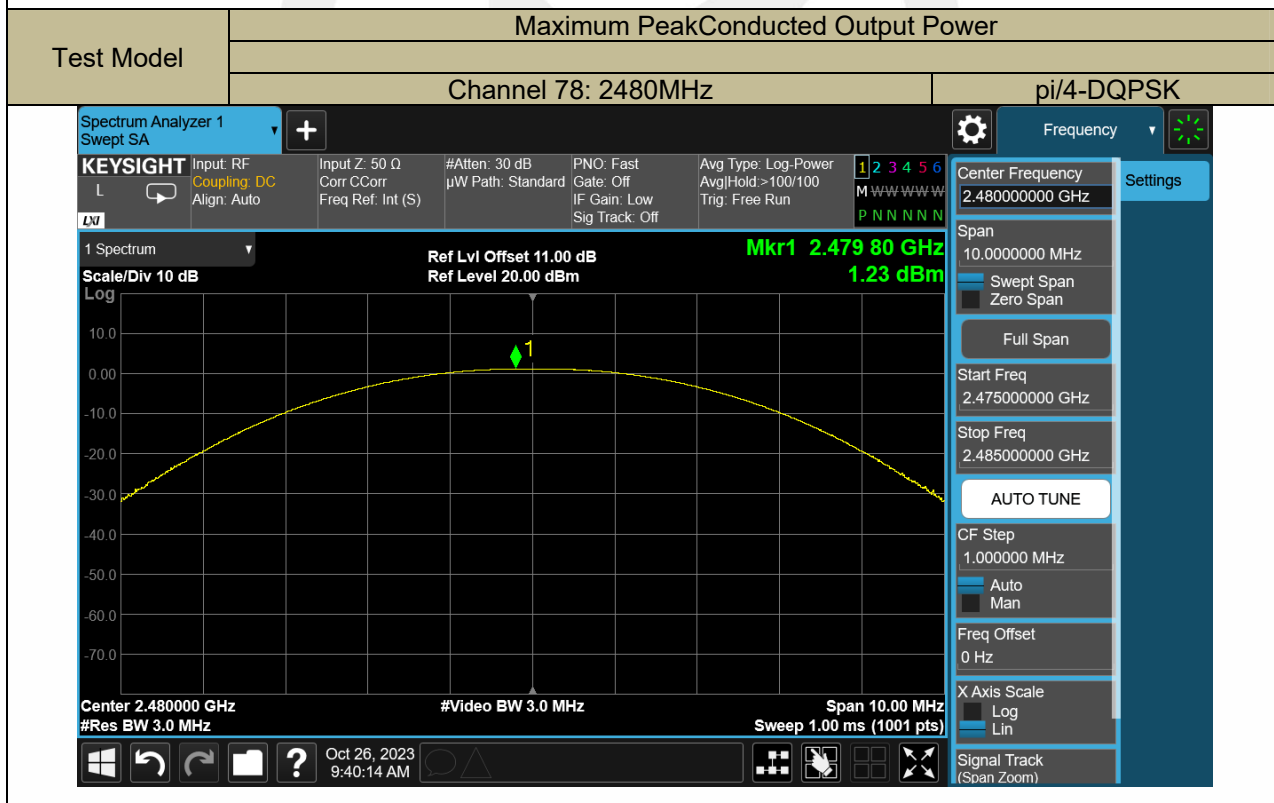 Maximum PeakConducted Output Power
Test Model
Channel 78: 2480MHz pi/4-DQPSK
Spectrum Analyzer 1
Swept SA
+
Frequency
KEYSIGHT
L
LXI
Input: RF
Coupling: DC
Align: Auto
Input Z: 50 Ω
Corr CCorr
Freq Ref: Int (S)
#Atten: 30 dB
µW Path: Standard
PNO: Fast
Gate: Off
IF Gain: Low
Sig Track: Off
Avg Type: Log-Power
Avg|Hold:>100/100
Trig: Free Run
1 2 3 4 5 6
M W W W W W
P N N N N N
1 Spectrum
Scale/Div 10 dB
Log
Ref Lvl Offset 11.00 dB
Ref Level 20.00 dBm
Mkr1 2.479 80 GHz
1.23 dBm
1
10.0
0.00
-10.0
-20.0
-30.0
-40.0
-50.0
-60.0
-70.0
Center 2.480000 GHz
#Res BW 3.0 MHz
#Video BW 3.0 MHz
Span 10.00 MHz
Sweep 1.00 ms (1001 pts)
?
Oct 26, 2023
9:40:14 AM
Center Frequency
2.480000000 GHz
Settings
Span
10.0000000 MHz
Swept Span
Zero Span
Full Span
Start Freq
2.475000000 GHz
Stop Freq
2.485000000 GHz
AUTO TUNE
CF Step
1.000000 MHz
Auto
Man
Freq Offset
0 Hz
X Axis Scale
Log
Lin
Signal Track
(Span Zoom)